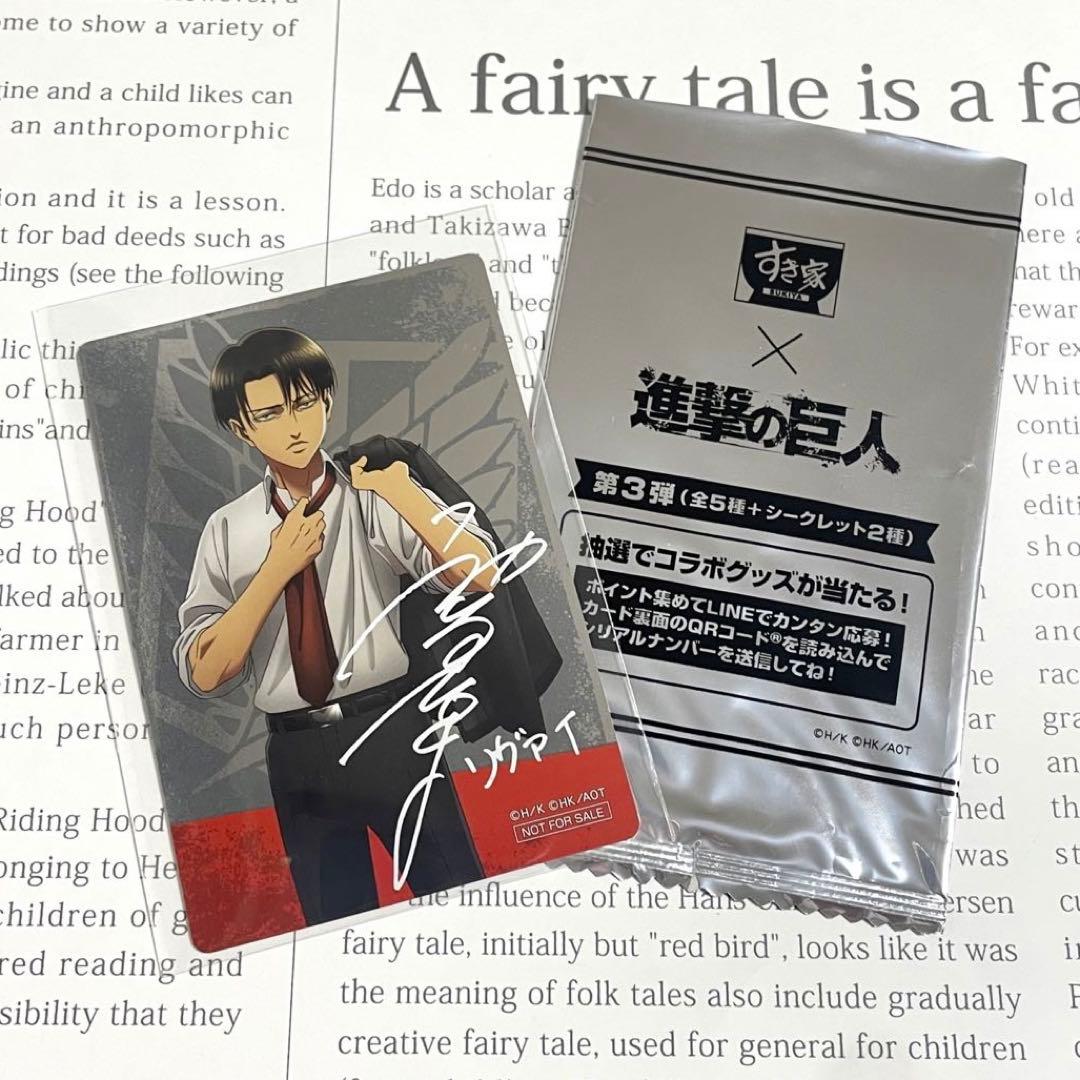 ome to show a variety of
gine and a child likes can
an anthropomorphic
ion and it is a lesson.
t for bad deeds such as
dings (see the following
lic thi
of chr
ins"and
g Hood"
ed to the
lked abou
farmer in
einz-Leke
uch person
Riding Hood
onging to He
children of g
red reading and
sibility that they
A fairy tale is a fa
Edo is a scholar a
and Takizawa
"folk and "t
bec
the influence of the Hans ersen
fairy tale, initially but "red bird", looks like it was
the meaning of folk tales also include gradually
creative fairy tale, used for general for children
リヴァイ
©H/K ©HK/AOT
NOT FOR SALE
すき家
SUKIYA
×
進撃の巨人
第3弾(全5種+シークレット2種)
抽選でコラボグッズが当たる!
ポイント集めてLINEでカンタン応募!
カード裏面のQRコード®を読み込んで
シリアルナンバーを送信してね!
©H/K ©HK/AOT
old
here a
hat th
rewar
For ex
Whit
conti
(rea
editi
sho
con
and
he rac
ar gra
to an
hed th
was st